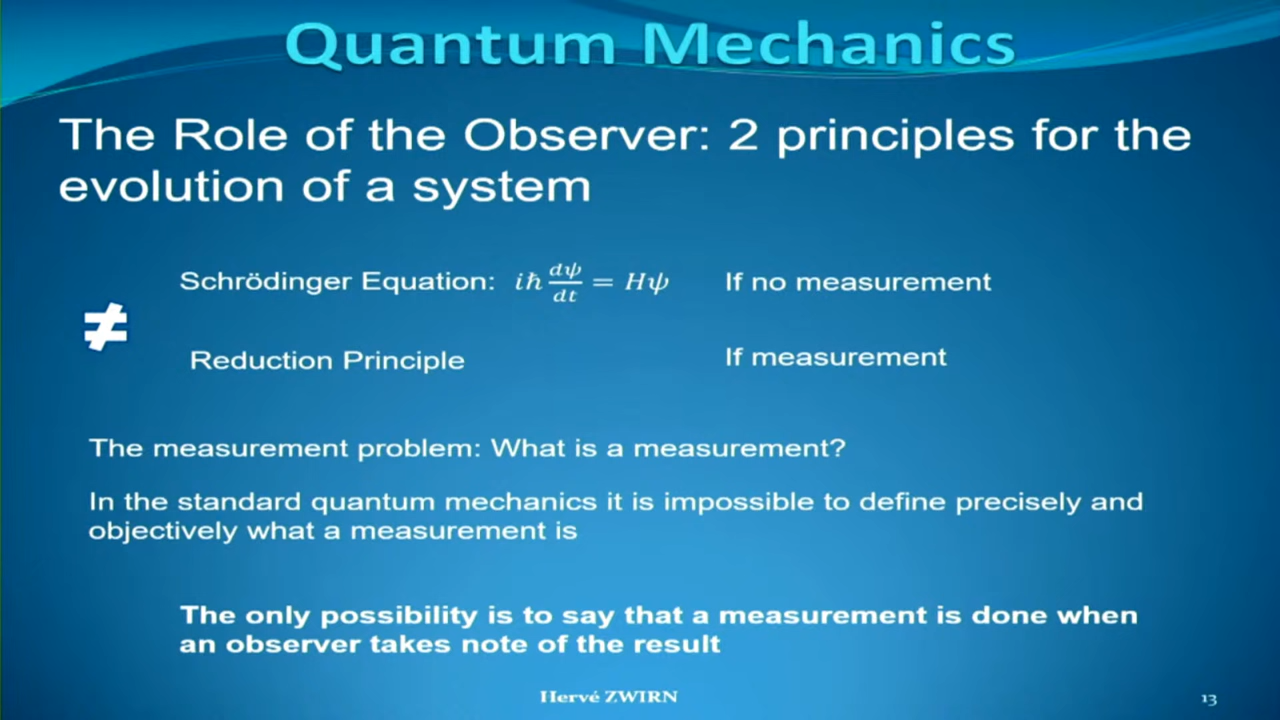 Quantum Mechanics
The Role of the Observer: 2 principles for the
evolution of a system
Schrödinger Equation: iħ dψ/dt = Hψ If no measurement
≠
Reduction Principle If measurement
The measurement problem: What is a measurement?
In the standard quantum mechanics it is impossible to define precisely and
objectively what a measurement is
The only possibility is to say that a measurement is done when
an observer takes note of the result
Hervé ZWIRN 13